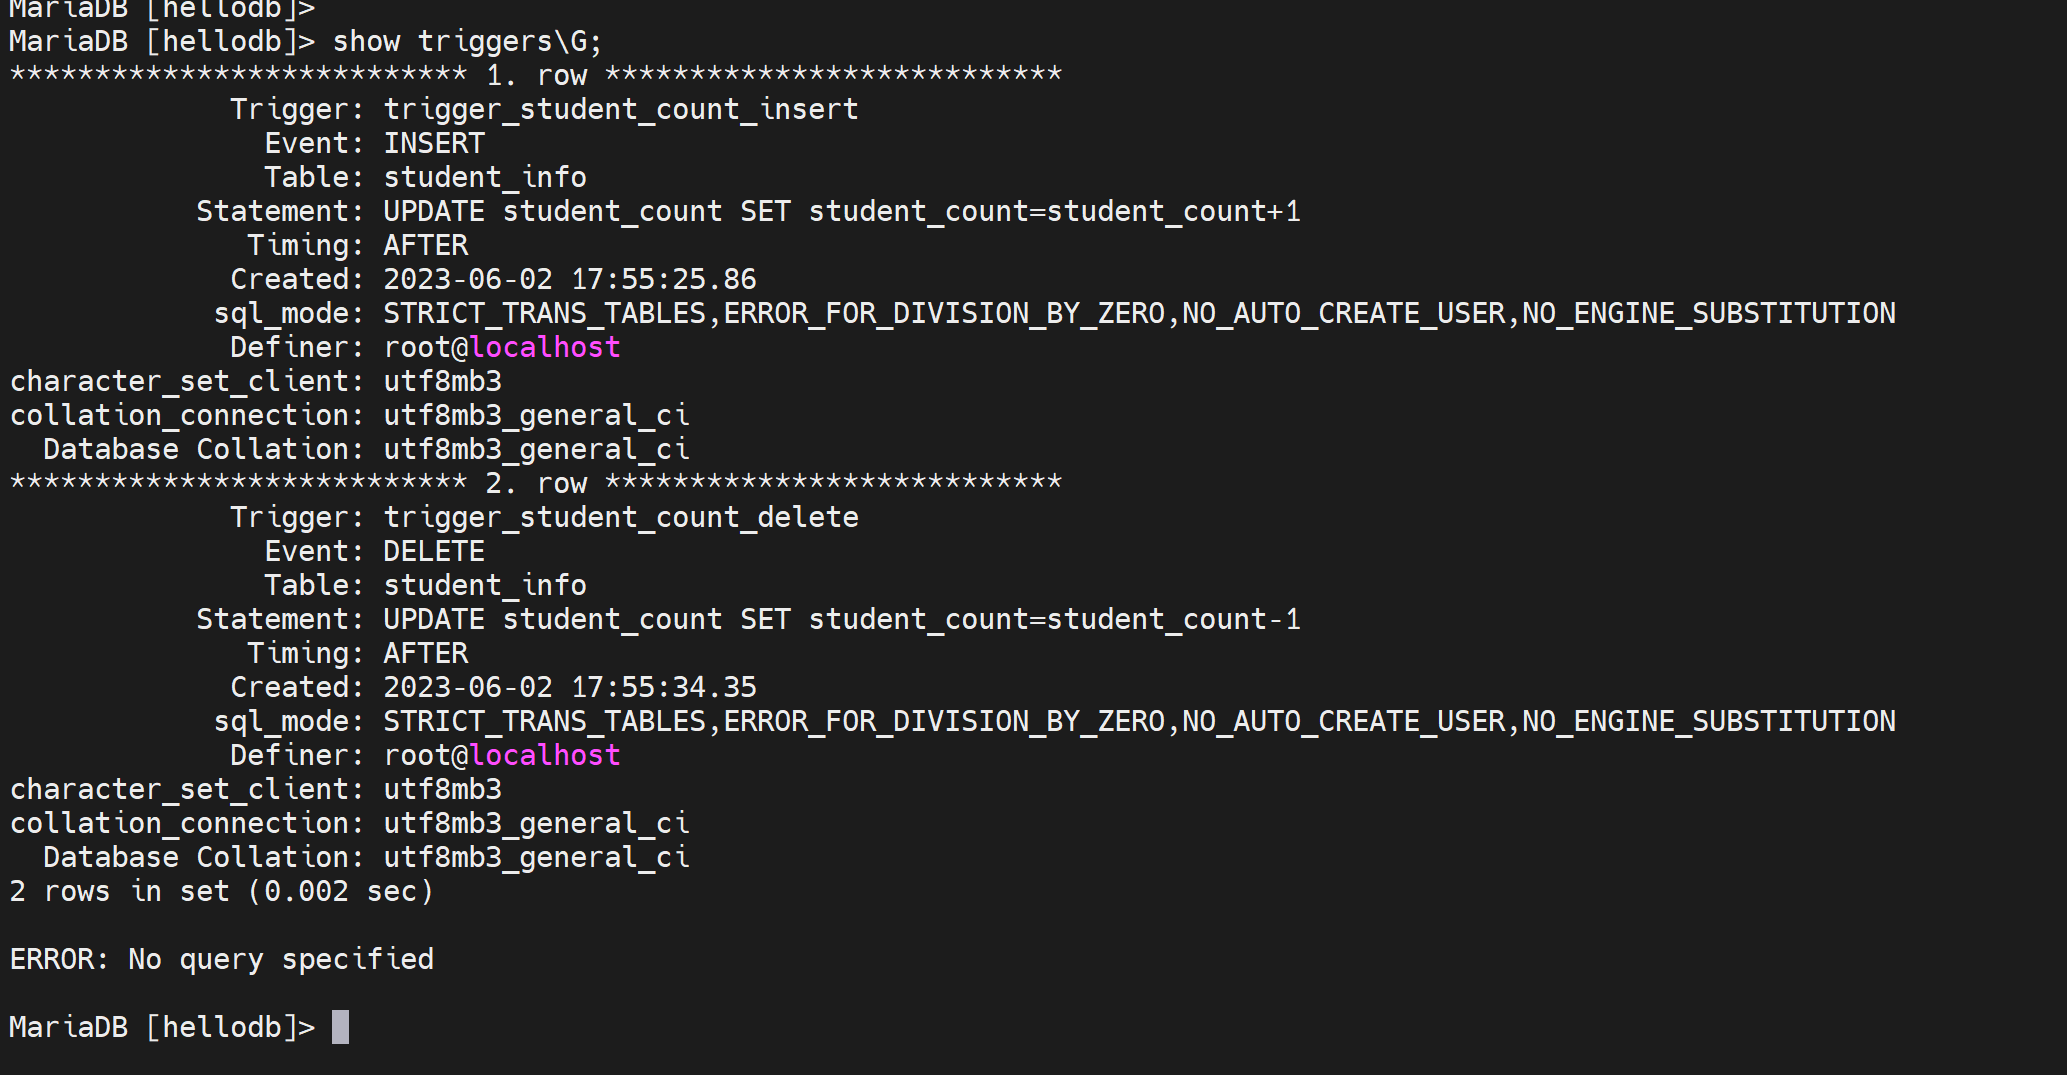 MariaDB [hellodb]>
MariaDB [hellodb]> show triggers\G;
*************************** 1. row ***************************
             Trigger: trigger_student_count_insert
               Event: INSERT
               Table: student_info
           Statement: UPDATE student_count SET student_count=student_count+1
              Timing: AFTER
             Created: 2023-06-02 17:55:25.86
            sql_mode: STRICT_TRANS_TABLES,ERROR_FOR_DIVISION_BY_ZERO,NO_AUTO_CREATE_USER,NO_ENGINE_SUBSTITUTION
             Definer: root@localhost
character_set_client: utf8mb3
collation_connection: utf8mb3_general_ci
  Database Collation: utf8mb3_general_ci
*************************** 2. row ***************************
             Trigger: trigger_student_count_delete
               Event: DELETE
               Table: student_info
           Statement: UPDATE student_count SET student_count=student_count-1
              Timing: AFTER
             Created: 2023-06-02 17:55:34.35
            sql_mode: STRICT_TRANS_TABLES,ERROR_FOR_DIVISION_BY_ZERO,NO_AUTO_CREATE_USER,NO_ENGINE_SUBSTITUTION
             Definer: root@localhost
character_set_client: utf8mb3
collation_connection: utf8mb3_general_ci
  Database Collation: utf8mb3_general_ci
2 rows in set (0.002 sec)

ERROR: No query specified

MariaDB [hellodb]>